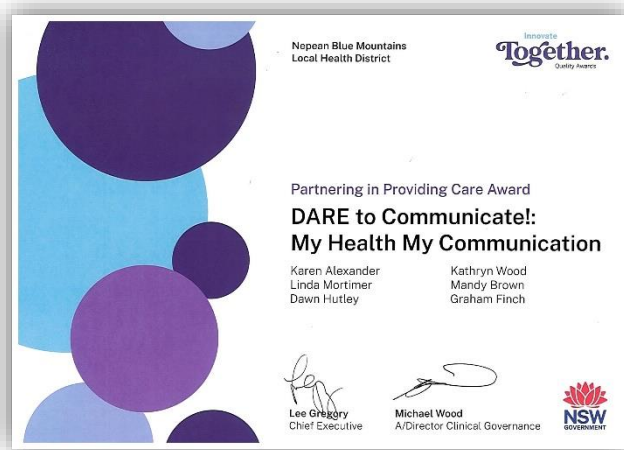 Nepean Blue Mountains
Local Health District
Innovate
Together.
Quality Awards
Partnering in Providing Care Award
DARE to Communicate!:
My Health My Communication
Karen Alexander
Linda Mortimer
Dawn Hutley
Kathryn Wood
Mandy Brown
Graham Finch
Lee Gregory
Chief Executive
Michael Wood
A/Director Clinical Governance
NSW
GOVERNMENT